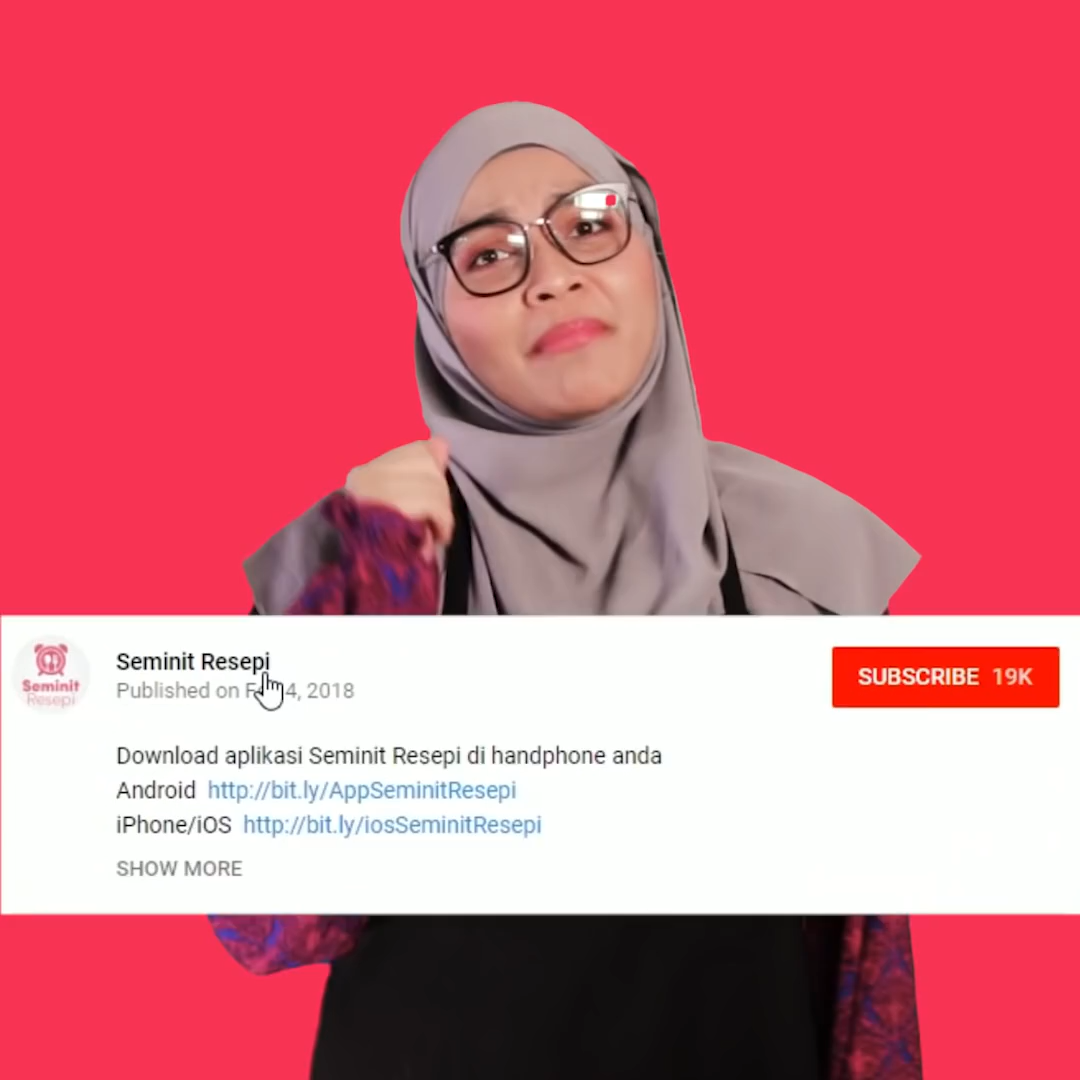 Seminit Resepi
Published on 4, 2018
SUBSCRIBE 19K
Seminit
Resepi
Download aplikasi Seminit Resepi di handphone anda
Android http://bit.ly/AppSeminitResepi
iPhone/iOS http://bit.ly/iosSeminitResepi
SHOW MORE